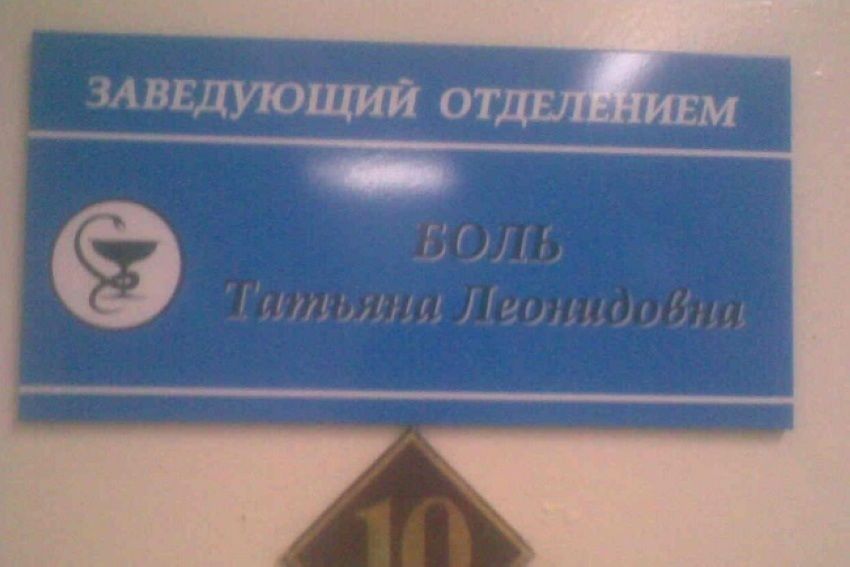 ЗАВЕДУЮЩИЙ ОТДЕЛЕНИЕМ
БОЛЬ
Татьяна Леонидовна
10